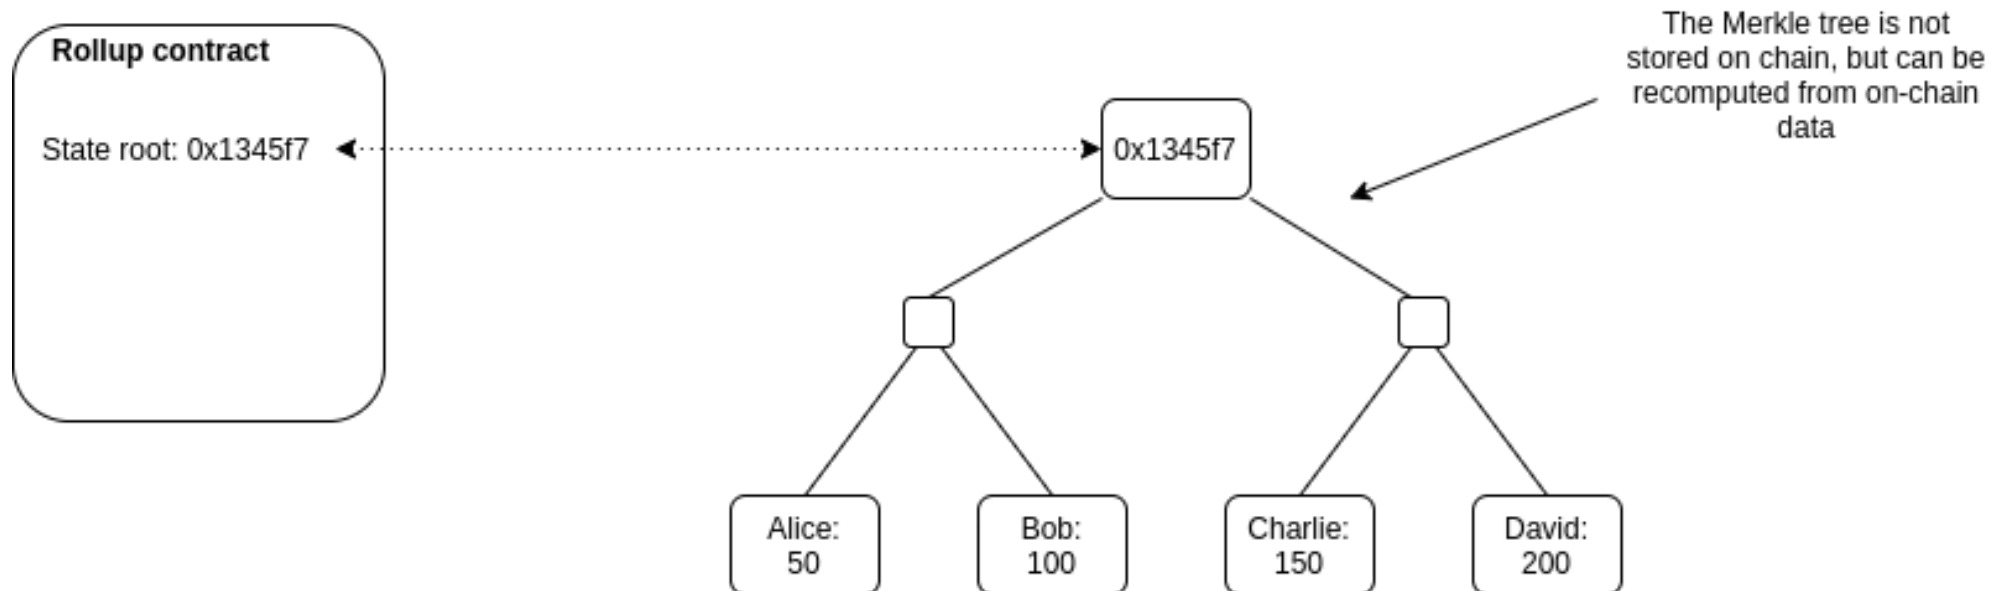 Rollup contract
State root: 0x1345f7
0x1345f7
The Merkle tree is not
stored on chain, but can be
recomputed from on-chain
data
Alice:
50
Bob:
100
Charlie:
150
David:
200